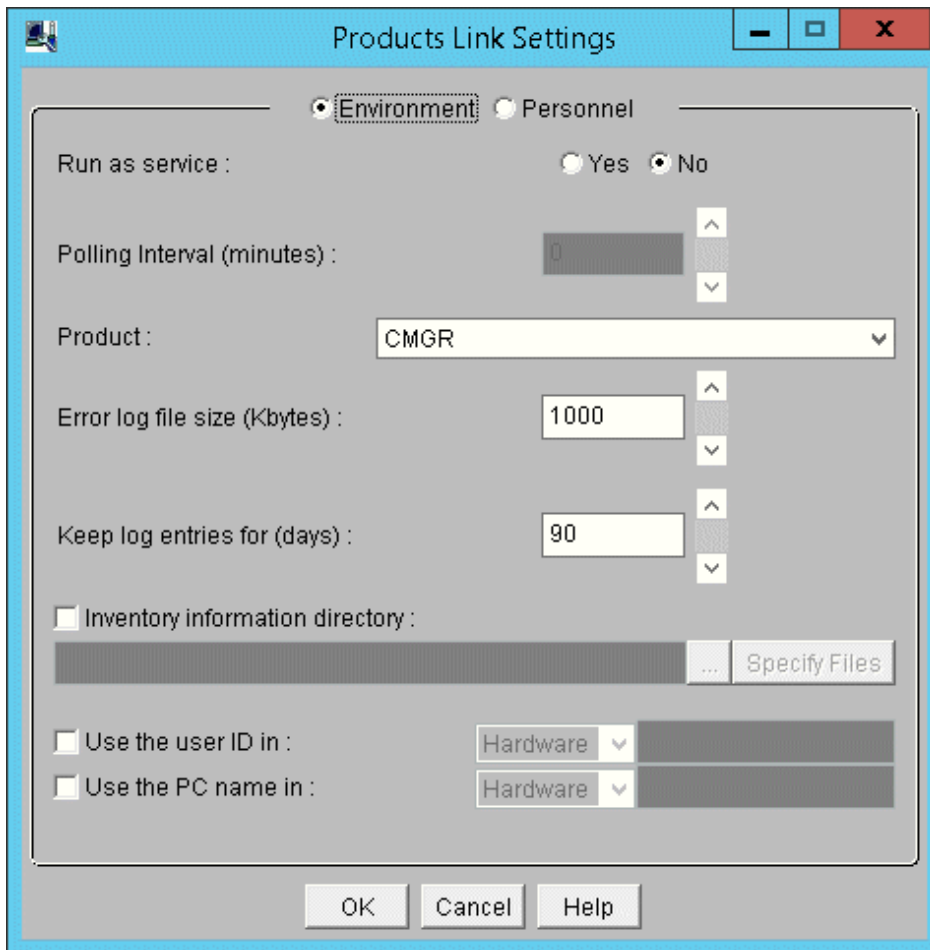 Products Link Settings
Environment Personnel
Run as service : Yes No
Polling Interval (minutes) : 0
Product : CMGR
Error log file size (Kbytes) : 1000
Keep log entries for (days) : 90
Inventory information directory :
... Specify Files
Use the user ID in : Hardware
Use the PC name in : Hardware
OK Cancel Help